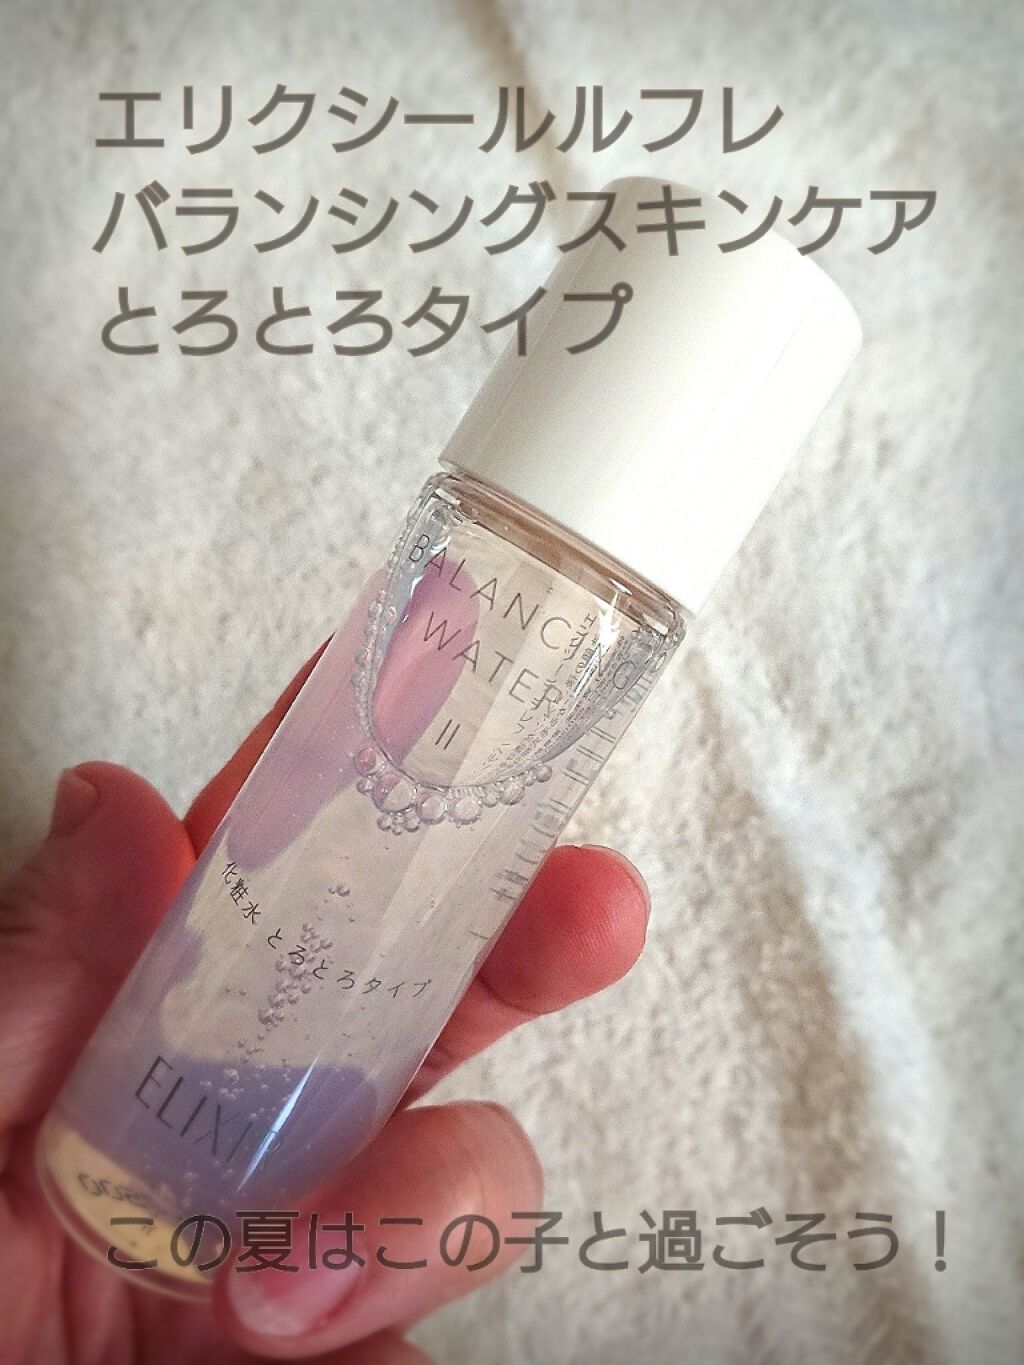 エリクシールルフレ
バランシングスキンケア
とろとろタイプ
BALANCING
WATER
II
化粧水 とろとろタイプ
ELIXIR
この夏はこの子と過ごそう！